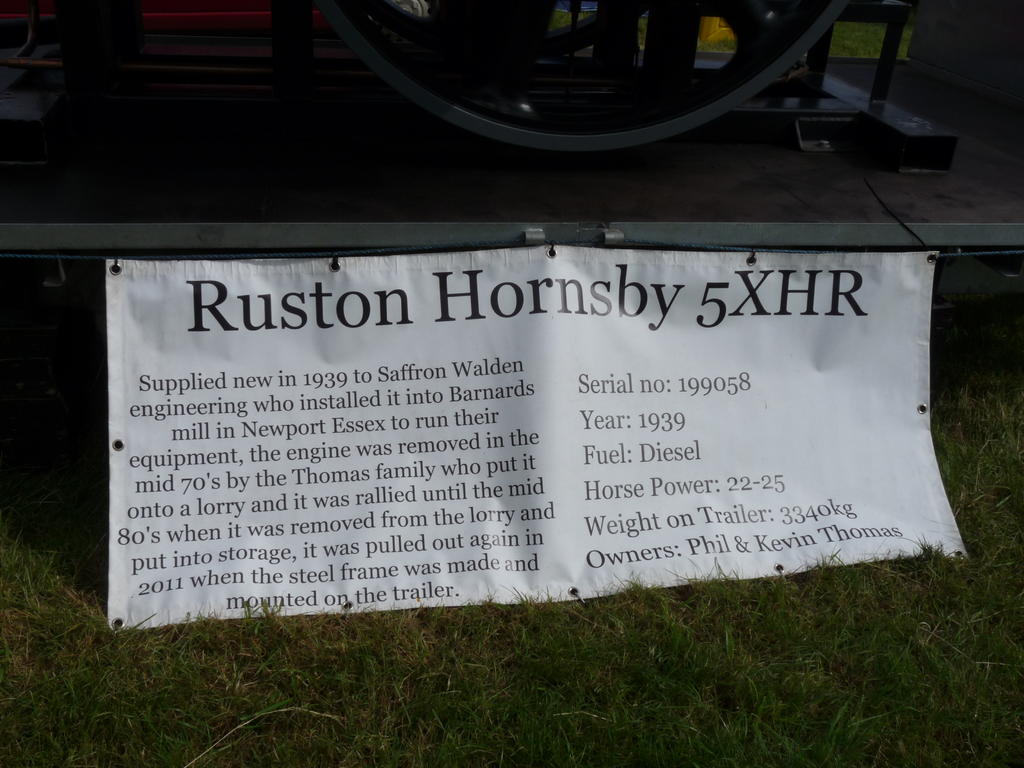 Ruston Hornsby 5XHR
Supplied new in 1939 to Saffron Walden
engineering who installed it into Barnards
mill in Newport Essex to run their
equipment, the engine was removed in the
mid 70's by the Thomas family who put it
onto a lorry and it was rallied until the mid
80's when it was removed from the lorry and
put into storage, it was pulled out again in
2011 when the steel frame was made and
mounted on the trailer.
Serial no: 199058
Year: 1939
Fuel: Diesel
Horse Power: 22-25
Weight on Trailer: 3340kg
Owners: Phil & Kevin Thomas